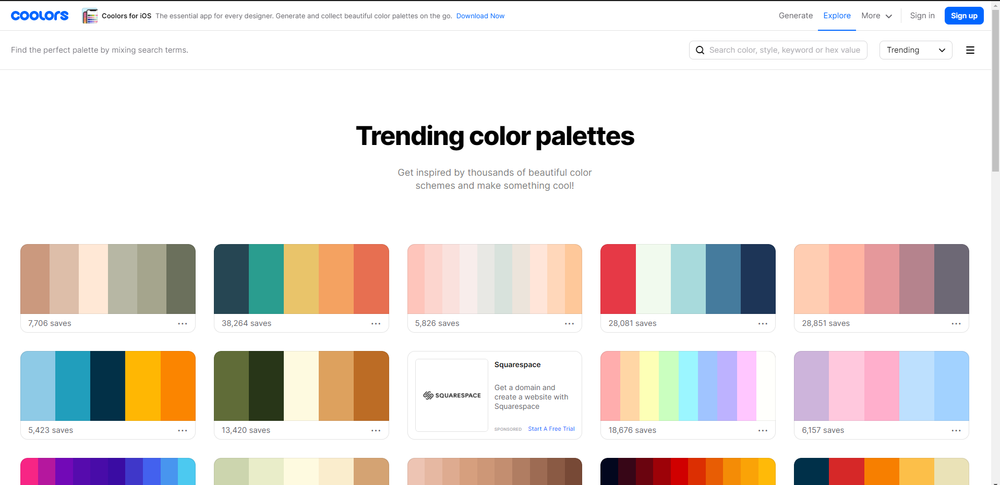 coolors
Coolors for iOS The essential app for every designer. Generate and collect beautiful color palettes on the go. Download Now
Generate Explore More Sign in Sign up
Find the perfect palette by mixing search terms.
Search color, style, keyword or hex value
Trending
Trending color palettes
Get inspired by thousands of beautiful color
schemes and make something cool!
7,706 saves
38,264 saves
5,826 saves
28,081 saves
28,851 saves
5,423 saves
13,420 saves
SQUARESPACE
Squarespace
Get a domain and
create a website with
Squarespace
SPONSORED Start A Free Trial
18,676 saves
6,157 saves